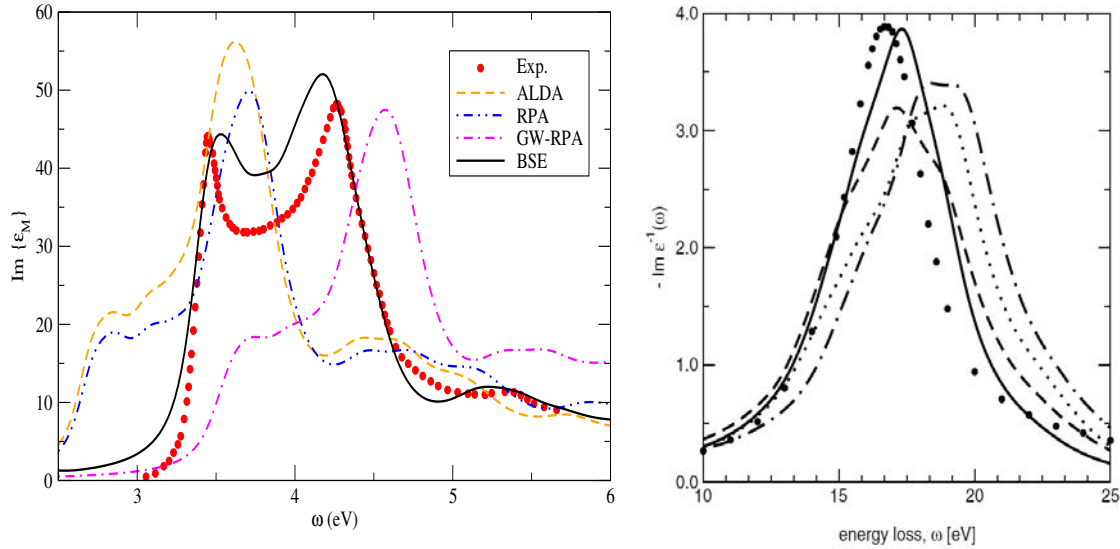 60
50
40
30
20
10
0
Im {ε_M}
3
4
5
6
ω (eV)
Exp.
ALDA
RPA
GW-RPA
BSE
4.0
3.0
2.0
1.0
0.0
- Im ε⁻¹(ω)
10
15
20
25
energy loss, ω [eV]